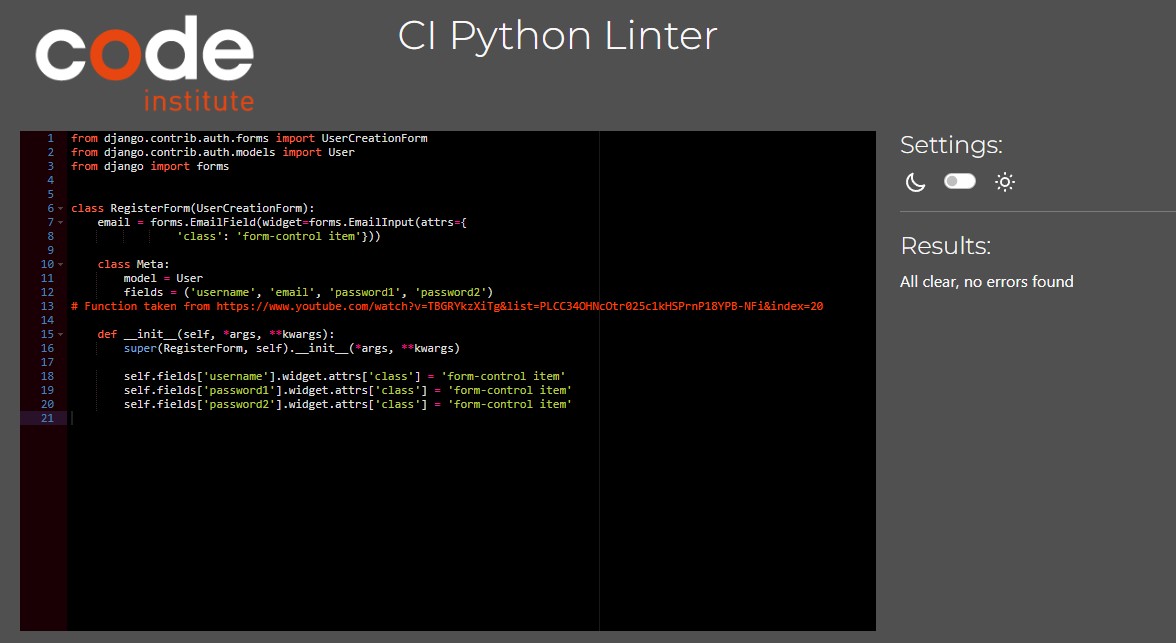 code
institute
CI Python Linter
1 from django.contrib.auth.forms import UserCreationForm
2 from django.contrib.auth.models import User
3 from django import forms
4
5
6 class RegisterForm(UserCreationForm):
7     email = forms.EmailField(widget=forms.EmailInput(attrs={
8                 'class': 'form-control item'}))
9
10     class Meta:
11         model = User
12         fields = ('username', 'email', 'password1', 'password2')
13 # Function taken from https://www.youtube.com/watch?v=TBGRYkzXiTg&list=PLCC34OHNcOtr025c1kHSPrnP18YPB-NFi&index=20
14
15     def __init__(self, *args, **kwargs):
16         super(RegisterForm, self).__init__(*args, **kwargs)
17
18         self.fields['username'].widget.attrs['class'] = 'form-control item'
19         self.fields['password1'].widget.attrs['class'] = 'form-control item'
20         self.fields['password2'].widget.attrs['class'] = 'form-control item'
21
Settings:
Results:
All clear, no errors found